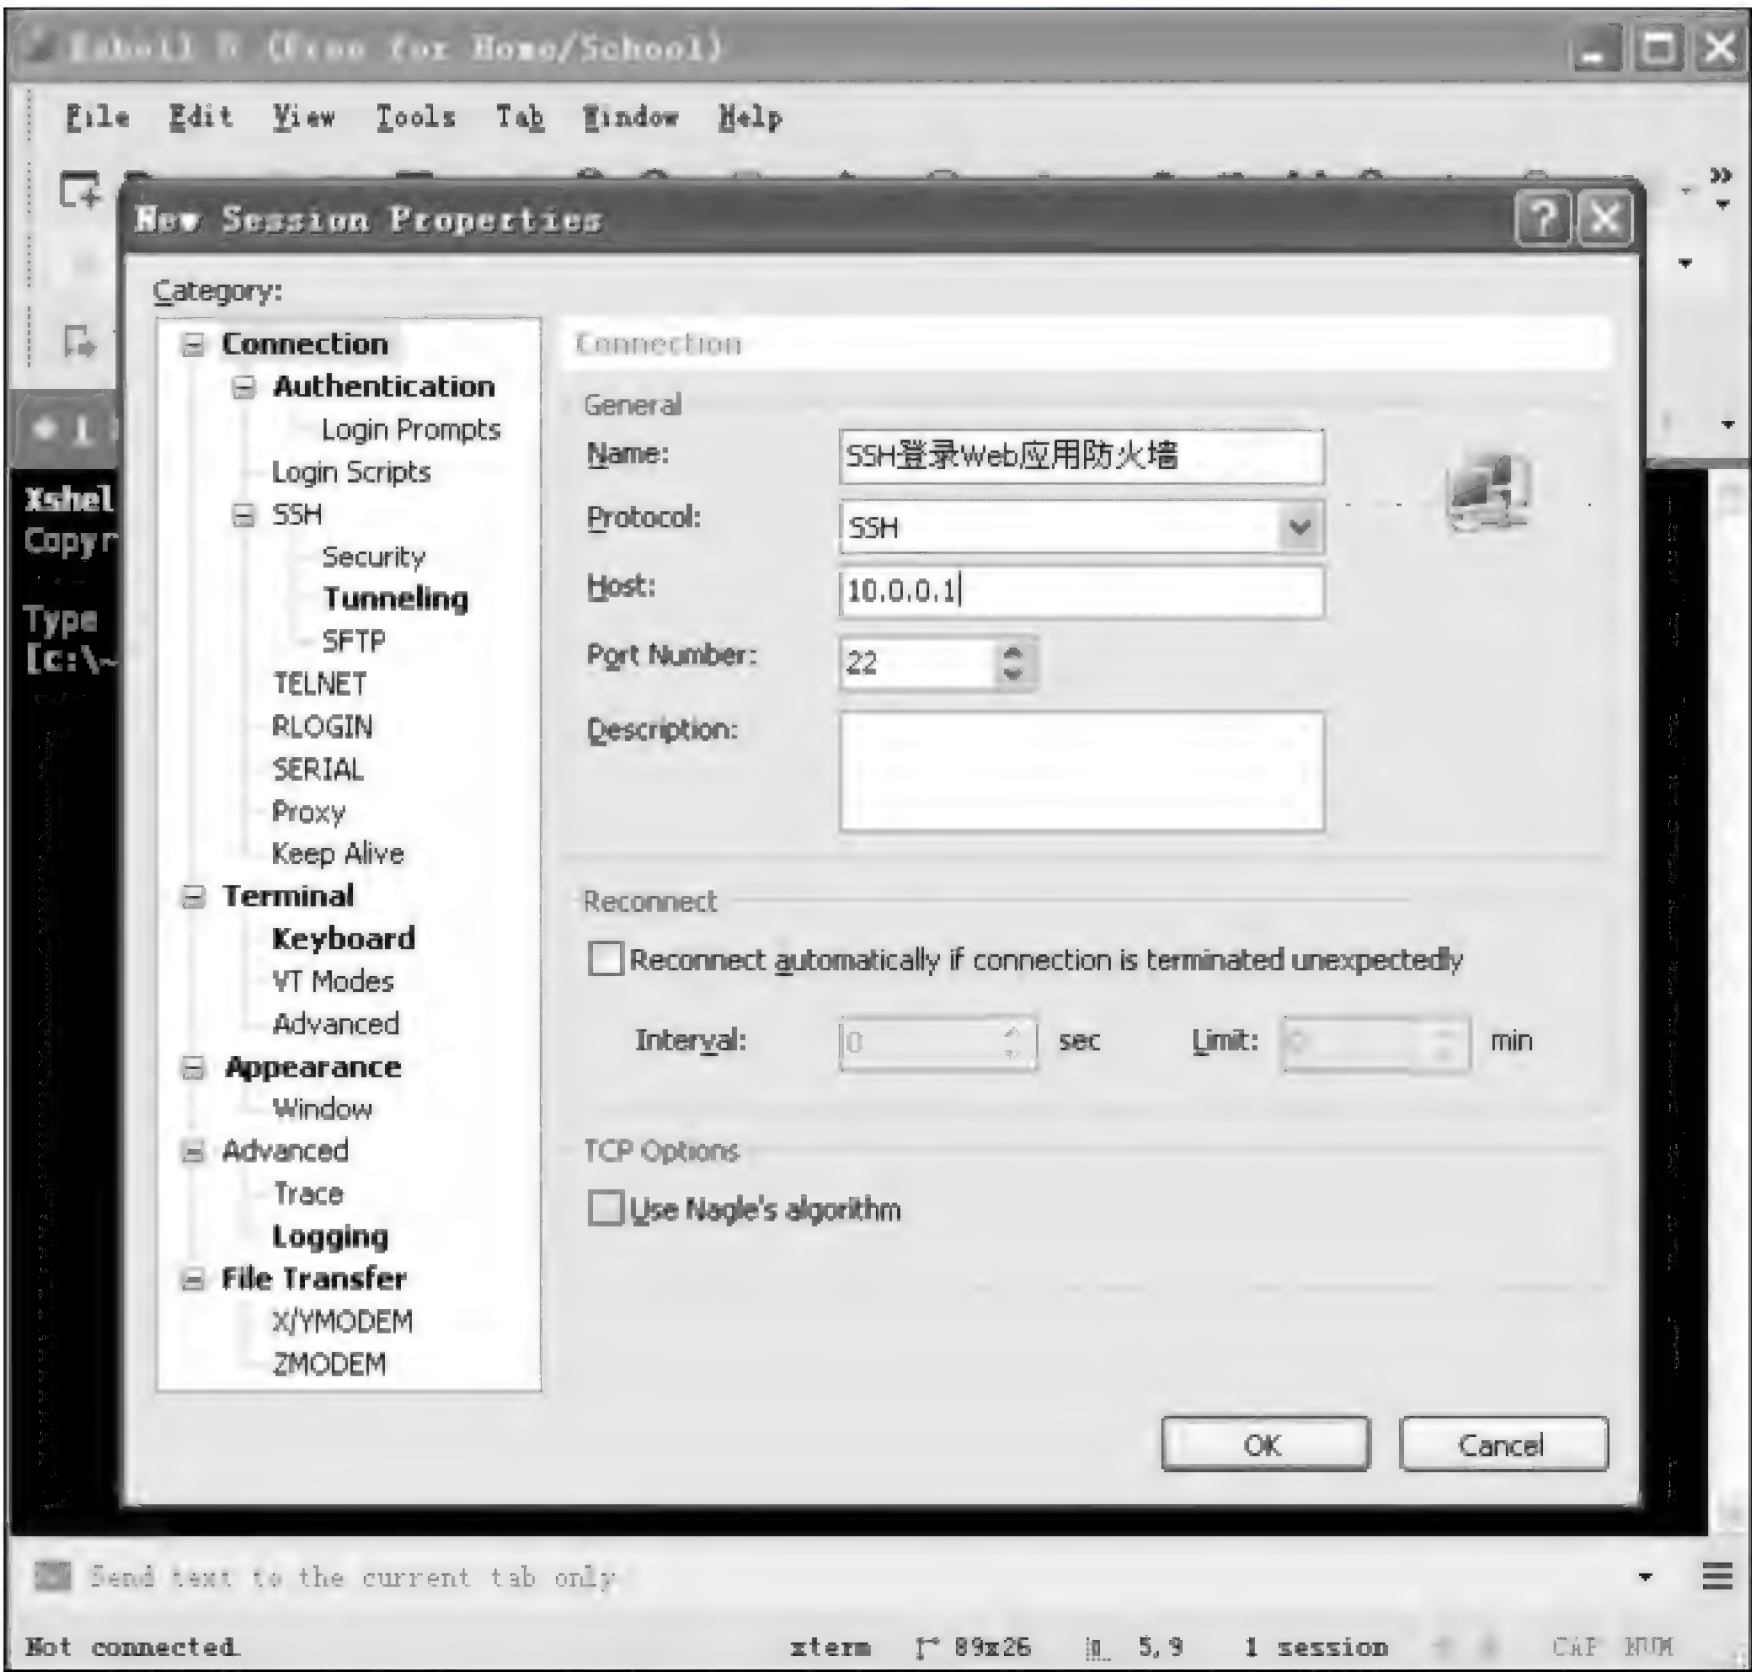 (Free for Home/School)
File Edit View Tools Tab Window Help
New Session Properties
Category:
Connection
Authentication
Login Prompts
Login Scripts
SSH
Security
Tunneling
SFTP
TELNET
RLOGIN
SERIAL
Proxy
Keep Alive
Terminal
Keyboard
VT Modes
Advanced
Appearance
Window
Advanced
Trace
Logging
File Transfer
X/YMODEM
ZMODEM
Connection
General
Name: SSH登录Web应用防火墙
Protocol: SSH
Host: 10.0.0.1
Port Number: 22
Description:
Reconnect
Reconnect automatically if connection is terminated unexpectedly
Interval: 0 sec Limit: 0 min
TCP Options
Use Nagle's algorithm
OK Cancel
1
Xshel
Copyr
Type
[c:\~
Send text to the current tab only
Not connected. xterm 89x26 5,9 1 session CAP NUM